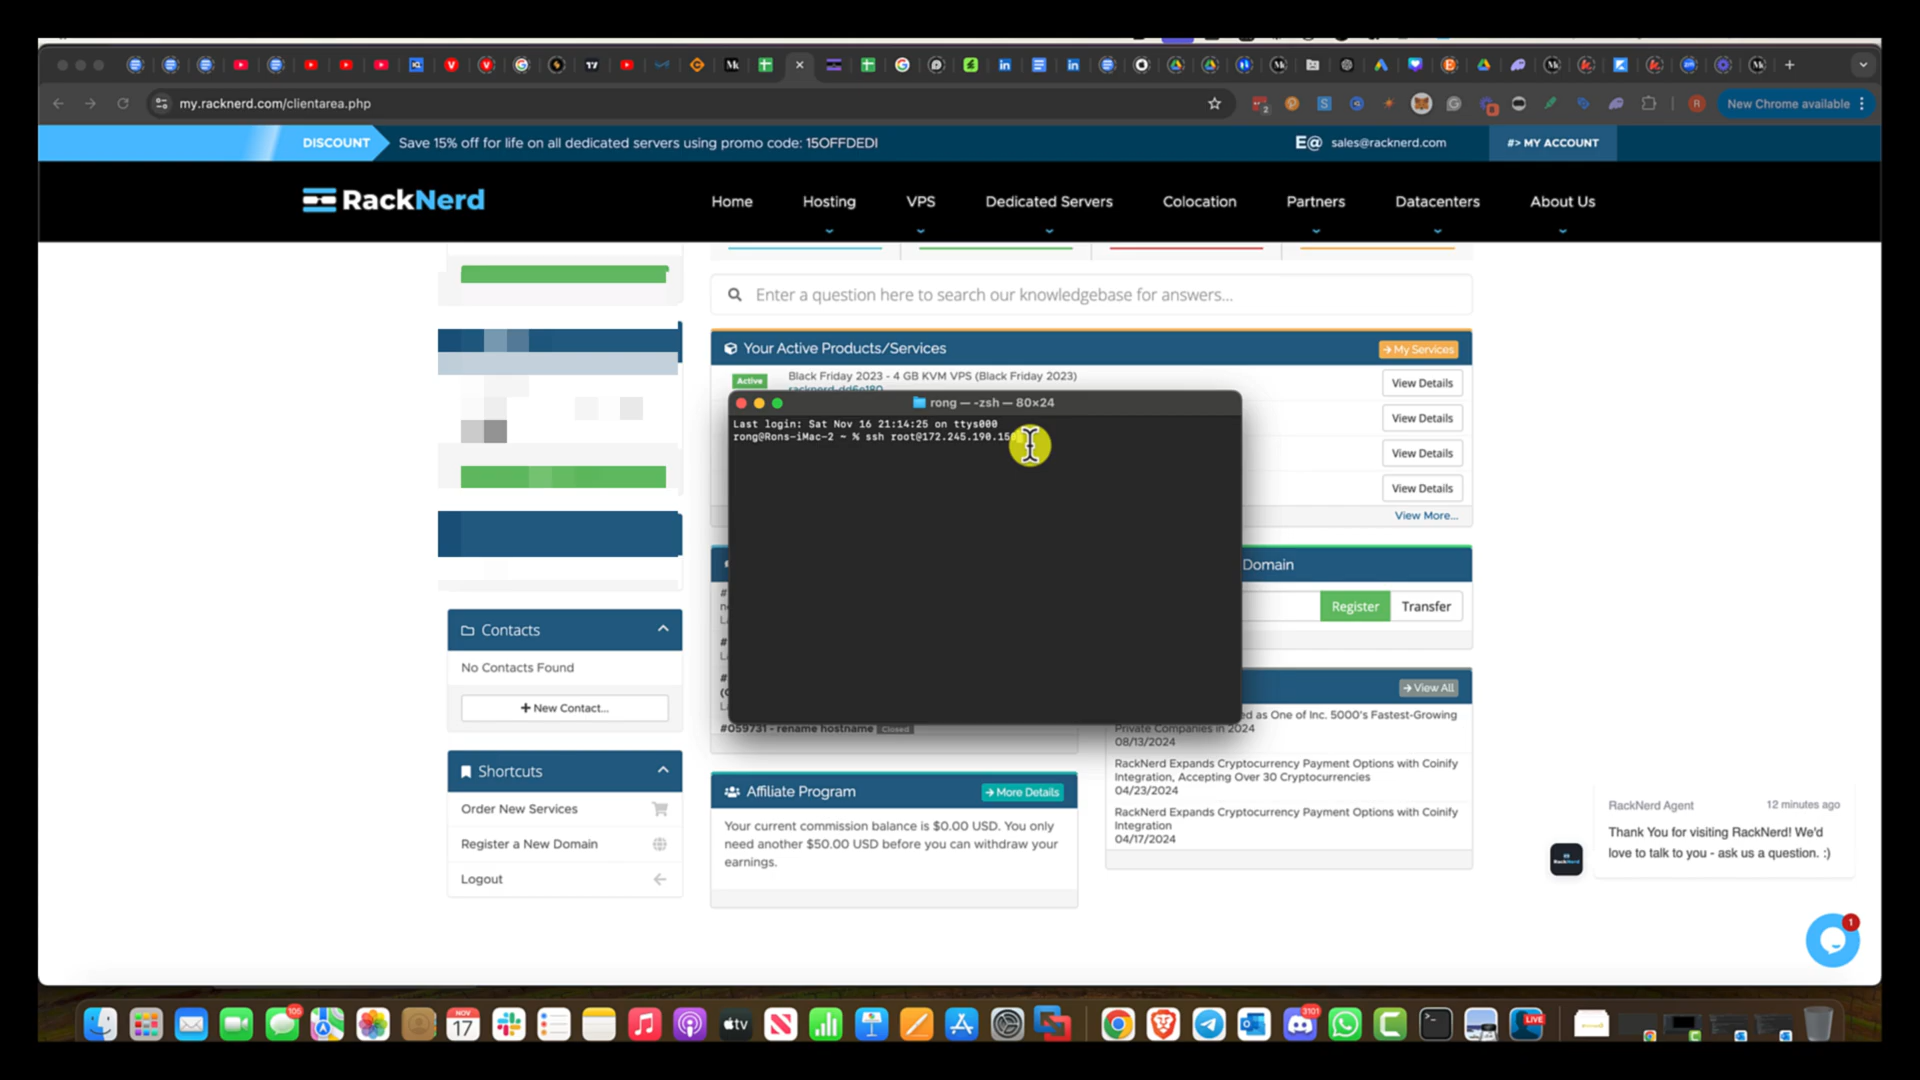 my.racknerd.com/clientarea.php
New Chrome available
DISCOUNT
Save 15% off for life on all dedicated servers using promo code: 15OFFDEDI
E@ sales@racknerd.com
#> MY ACCOUNT
RackNerd
Home
Hosting
VPS
Dedicated Servers
Colocation
Partners
Datacenters
About Us
Enter a question here to search our knowledgebase for answers...
Your Active Products/Services
My Services
Active
Black Friday 2023 - 4 GB KVM VPS (Black Friday 2023)
View Details
View Details
View Details
View Details
View More...
rong — -zsh — 80×24
Last login: Sat Nov 16 21:14:25 on ttys000
rong@Rons-iMac-2 ~ % ssh
Domain
Register
Transfer
View All
ed as One of Inc. 5000's Fastest-Growing
Private Companies in 2024
08/13/2024
RackNerd Expands Cryptocurrency Payment Options with Coinify
Integration, Accepting Over 30 Cryptocurrencies
04/23/2024
RackNerd Expands Cryptocurrency Payment Options with Coinify
Integration
04/17/2024
#059731 - rename hostname Closed
Affiliate Program
More Details
Your current commission balance is $0.00 USD. You only
need another $50.00 USD before you can withdraw your
earnings.
Contacts
No Contacts Found
+ New Contact...
Shortcuts
Order New Services
Register a New Domain
Logout
RackNerd Agent
12 minutes ago
Thank You for visiting RackNerd! We'd
love to talk to you - ask us a question. :)
1
105
NOV
17
tv
3101
LIVE